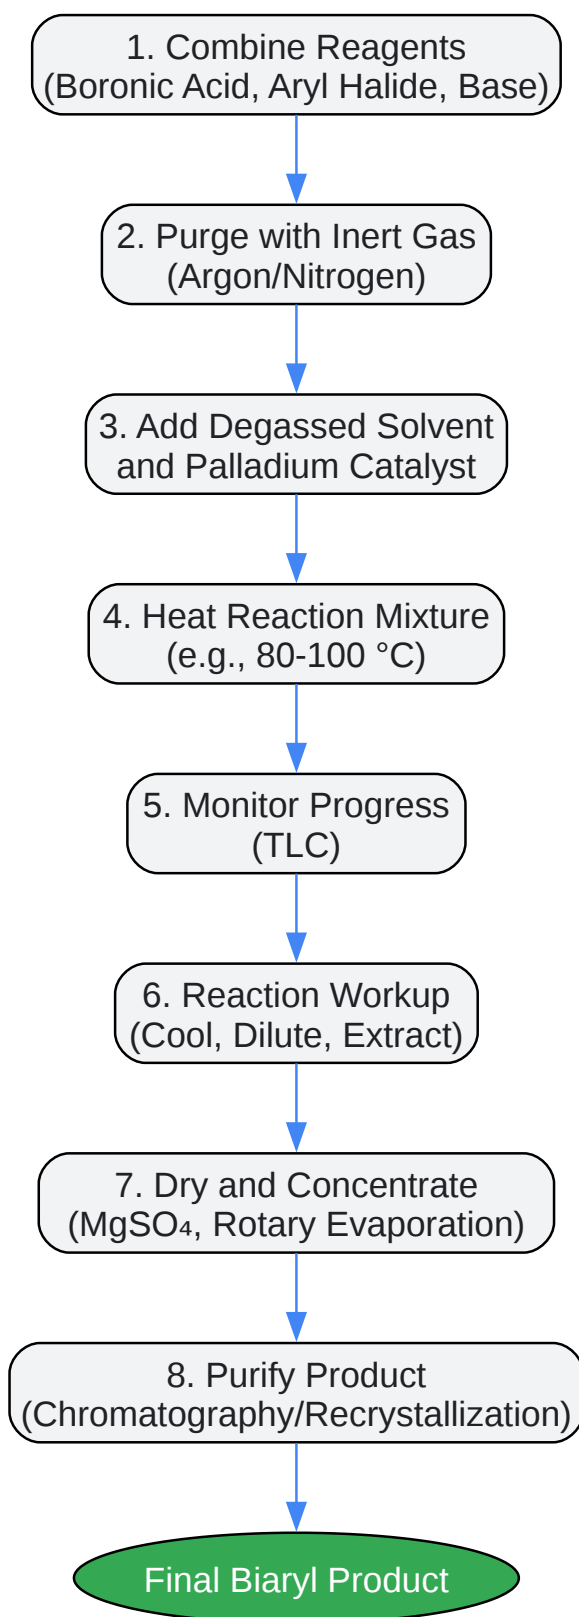 1. Combine Reagents
(Boronic Acid, Aryl Halide, Base)
2. Purge with Inert Gas
(Argon/Nitrogen)
3. Add Degassed Solvent
and Palladium Catalyst
4. Heat Reaction Mixture
(e.g., 80-100 °C)
5. Monitor Progress
(TLC)
6. Reaction Workup
(Cool, Dilute, Extract)
7. Dry and Concentrate
(MgSO₄, Rotary Evaporation)
8. Purify Product
(Chromatography/Recrystallization)
Final Biaryl Product